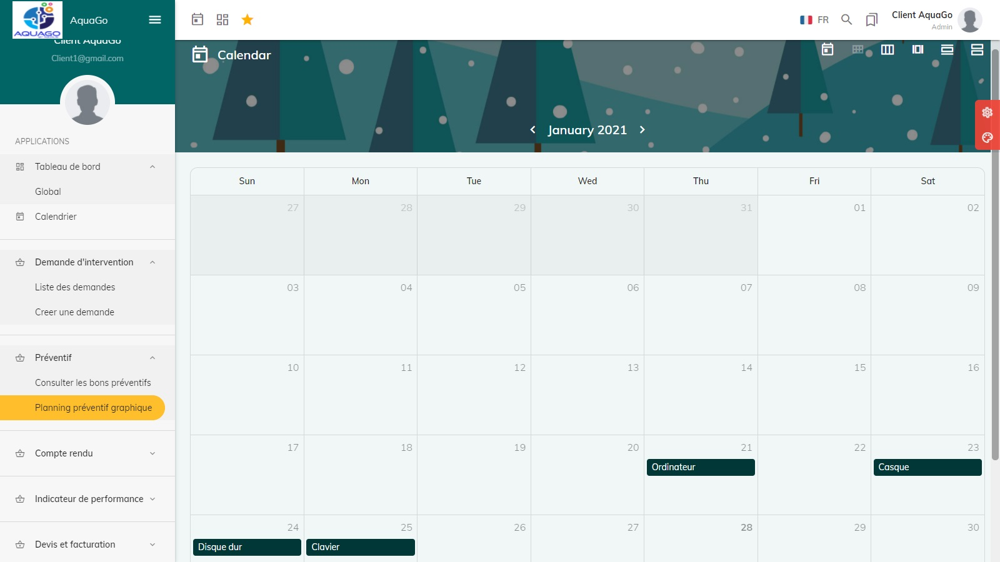 AQUAGO
AquaGo
Client AquaGo
Client1@gmail.com
APPLICATIONS
Tableau de bord
Global
Calendrier
Demande d'intervention
Liste des demandes
Creer une demande
Préventif
Consulter les bons préventifs
Planning préventif graphique
Compte rendu
Indicateur de performance
Devis et facturation
FR
Client AquaGo
Admin
Calendar
January 2021
Sun Mon Tue Wed Thu Fri Sat
27 28 29 30 31 01 02
03 04 05 06 07 08 09
10 11 12 13 14 15 16
17 18 19 20 21 22 23
Ordinateur Casque
24 25 26 27 28 29 30
Disque dur Clavier